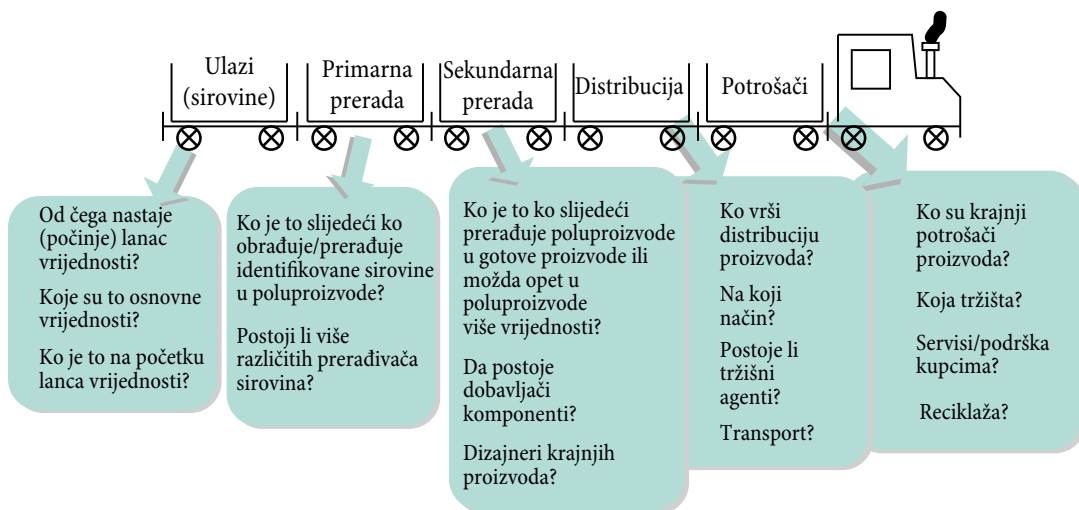 Ulazi
(sirovine)
Primarna
prerada
Sekundarna
prerada
Distribucija
Potrošači
Od čega nastaje
(počinje) lanac
vrijednosti?
Koje su to osnovne
vrijednosti?
Ko je to na početku
lanca vrijednosti?
Ko je to slijedeći ko
obrađuje/prerađuje
identifikovane sirovine
u poluproizvode?
Postoji li više
različitih prerađivača
sirovina?
Ko je to ko slijedeći
prerađuje poluproizvode
u gotove proizvode ili
možda opet u
poluproizvode
više vrijednosti?
Da postoje
dobavljači
komponenti?
Dizajneri krajnjih
proizvoda?
Ko vrši
distribuciju
proizvoda?
Na koji
način?
Postoje li
tržišni
agenti?
Transport?
Ko su krajnji
potrošači
proizvoda?
Koja tržišta?
Servisi/podrška
kupcima?
Reciklaža?